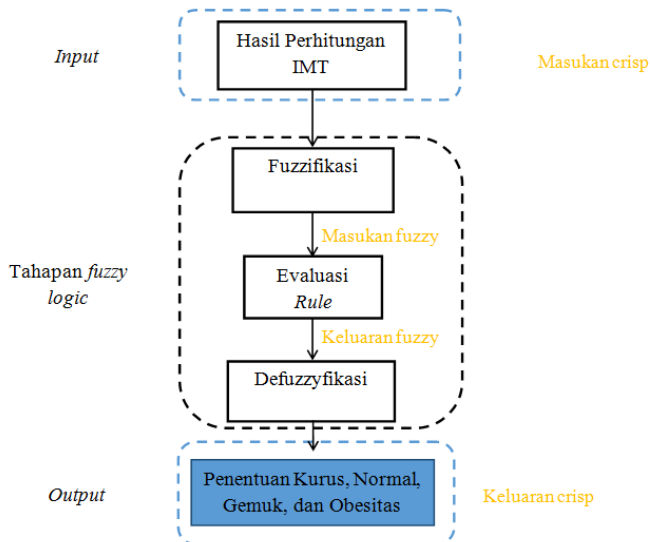 Input
Hasil Perhitungan
IMT
Masukan crisp
Fuzzifikasi
Masukan fuzzy
Tahapan fuzzy
logic
Evaluasi
Rule
Keluaran fuzzy
Defuzzyfikasi
Output
Penentuan Kurus, Normal,
Gemuk, dan Obesitas
Keluaran crisp